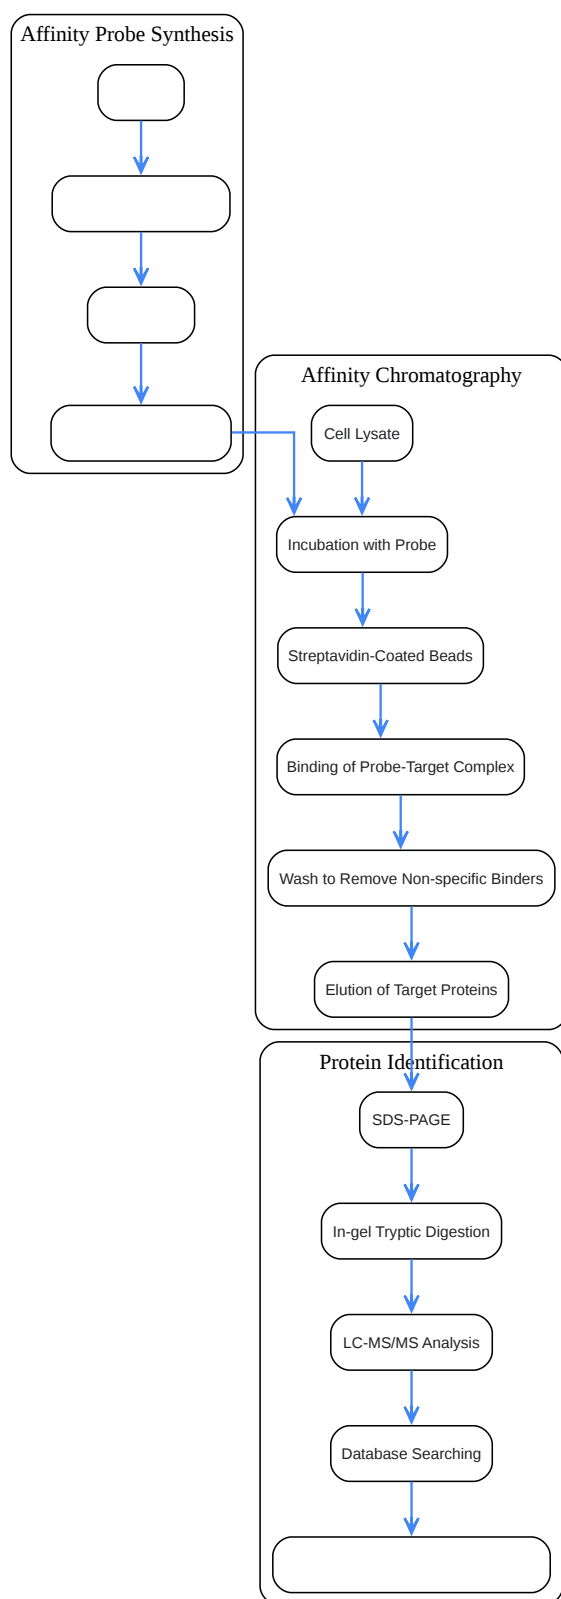 Affinity Probe Synthesis
Affinity Chromatography
Cell Lysate
Incubation with Probe
Streptavidin-Coated Beads
Binding of Probe-Target Complex
Wash to Remove Non-specific Binders
Elution of Target Proteins
Protein Identification
SDS-PAGE
In-gel Tryptic Digestion
LC-MS/MS Analysis
Database Searching